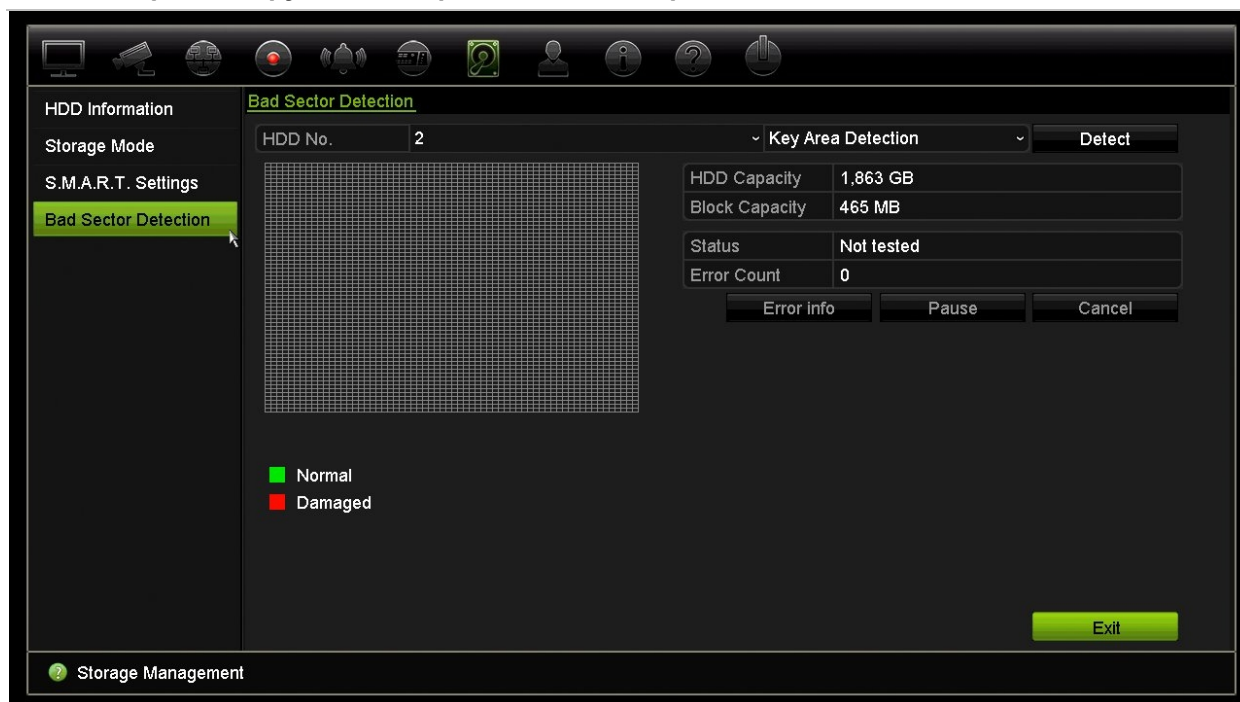 HDD Information
Storage Mode
S.M.A.R.T. Settings
Bad Sector Detection
Bad Sector Detection
HDD No. 2 Key Area Detection Detect
HDD Capacity 1,863 GB
Block Capacity 465 MB
Status Not tested
Error Count 0
Error info Pause Cancel
Normal
Damaged
Exit
Storage Management